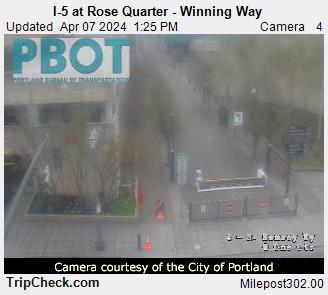 I-5 at Rose Quarter - Winning Way
Updated Apr 07 2024 1:25 PM Camera 4
PBOT
PORTLAND BUREAU OF TRANSPORTATION
Camera courtesy of the City of Portland
TripCheck.com Milepost302.00